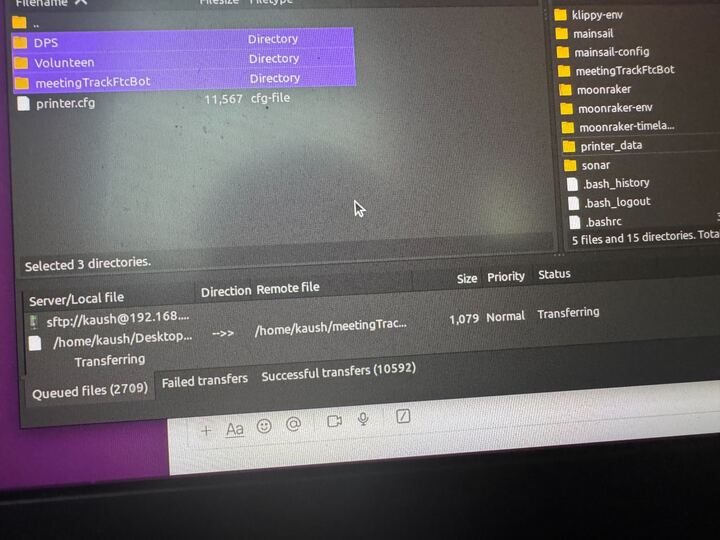 Filename Filesize Filetype
..
DPS Directory
Volunteen Directory
meetingTrackFtcBot Directory
printer.cfg 11,567 cfg-file
Selected 3 directories.
klippy-env
mainsail
mainsail-config
meetingTrackFtcBot
moonraker
moonraker-env
moonraker-timela...
printer_data
sonar
.bash_history
.bash_logout
.bashrc
5 files and 15 directories. Tota
Server/Local file Direction Remote file Size Priority Status
sftp://kaush@192.168....
/home/kaush/Desktop... -->> /home/kaush/meetingTrac... 1,079 Normal Transferring
Transferring
Queued files (2709) Failed transfers Successful transfers (10592)
+ Aa @